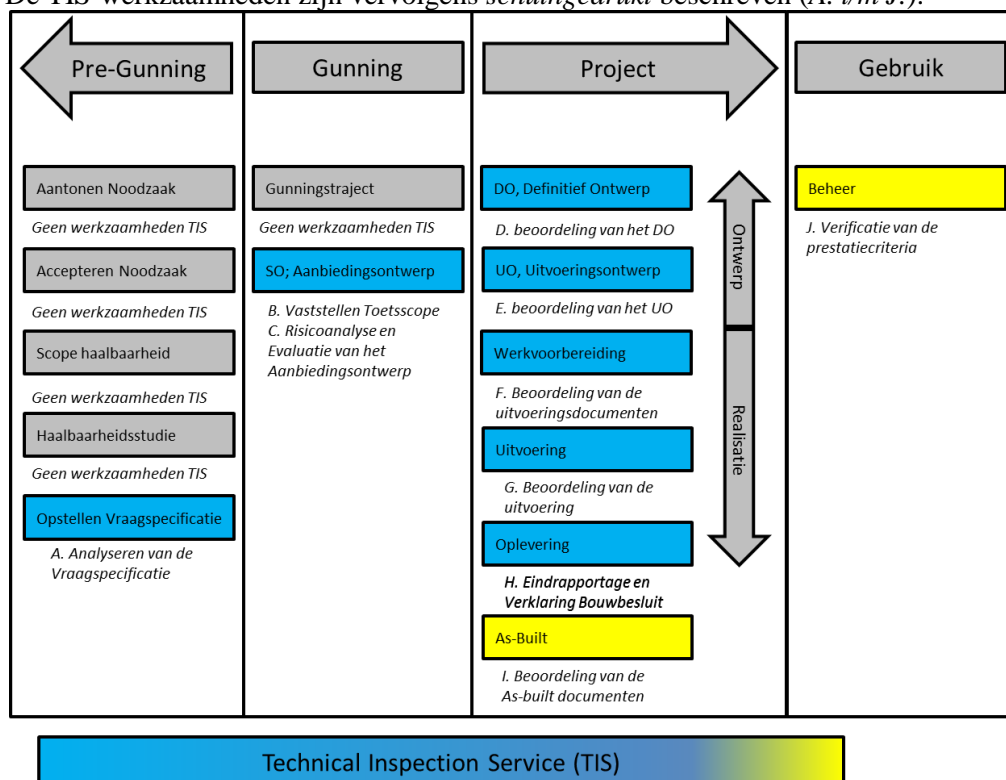 De TIS werkzaamheden zijn vervolgens schuingedrukt beschreven (A. t/m J.).
Pre-Gunning
Gunning
Project
Gebruik
Aantonen Noodzaak
Geen werkzaamheden TIS
Accepteren Noodzaak
Geen werkzaamheden TIS
Scope haalbaarheid
Geen werkzaamheden TIS
Haalbaarheidsstudie
Geen werkzaamheden TIS
Opstellen Vraagspecificatie
A. Analyseren van de
Vraagspecificatie
Gunningstraject
Geen werkzaamheden TIS
SO; Aanbiedingsontwerp
B. Vaststellen Toetsscope
C. Risicoanalyse en
Evaluatie van het
Aanbiedingsontwerp
DO, Definitief Ontwerp
D. beoordeling van het DO
UO, Uitvoeringsontwerp
E. beoordeling van het UO
Werkvoorbereiding
F. Beoordeling van de
uitvoeringsdocumenten
Uitvoering
G. Beoordeling van de
uitvoering
Oplevering
H. Eindrapportage en
Verklaring Bouwbesluit
As-Built
I. Beoordeling van de
As-built documenten
Ontwerp
Realisatie
Beheer
J. Verificatie van de
prestatiecriteria
Technical Inspection Service (TIS)